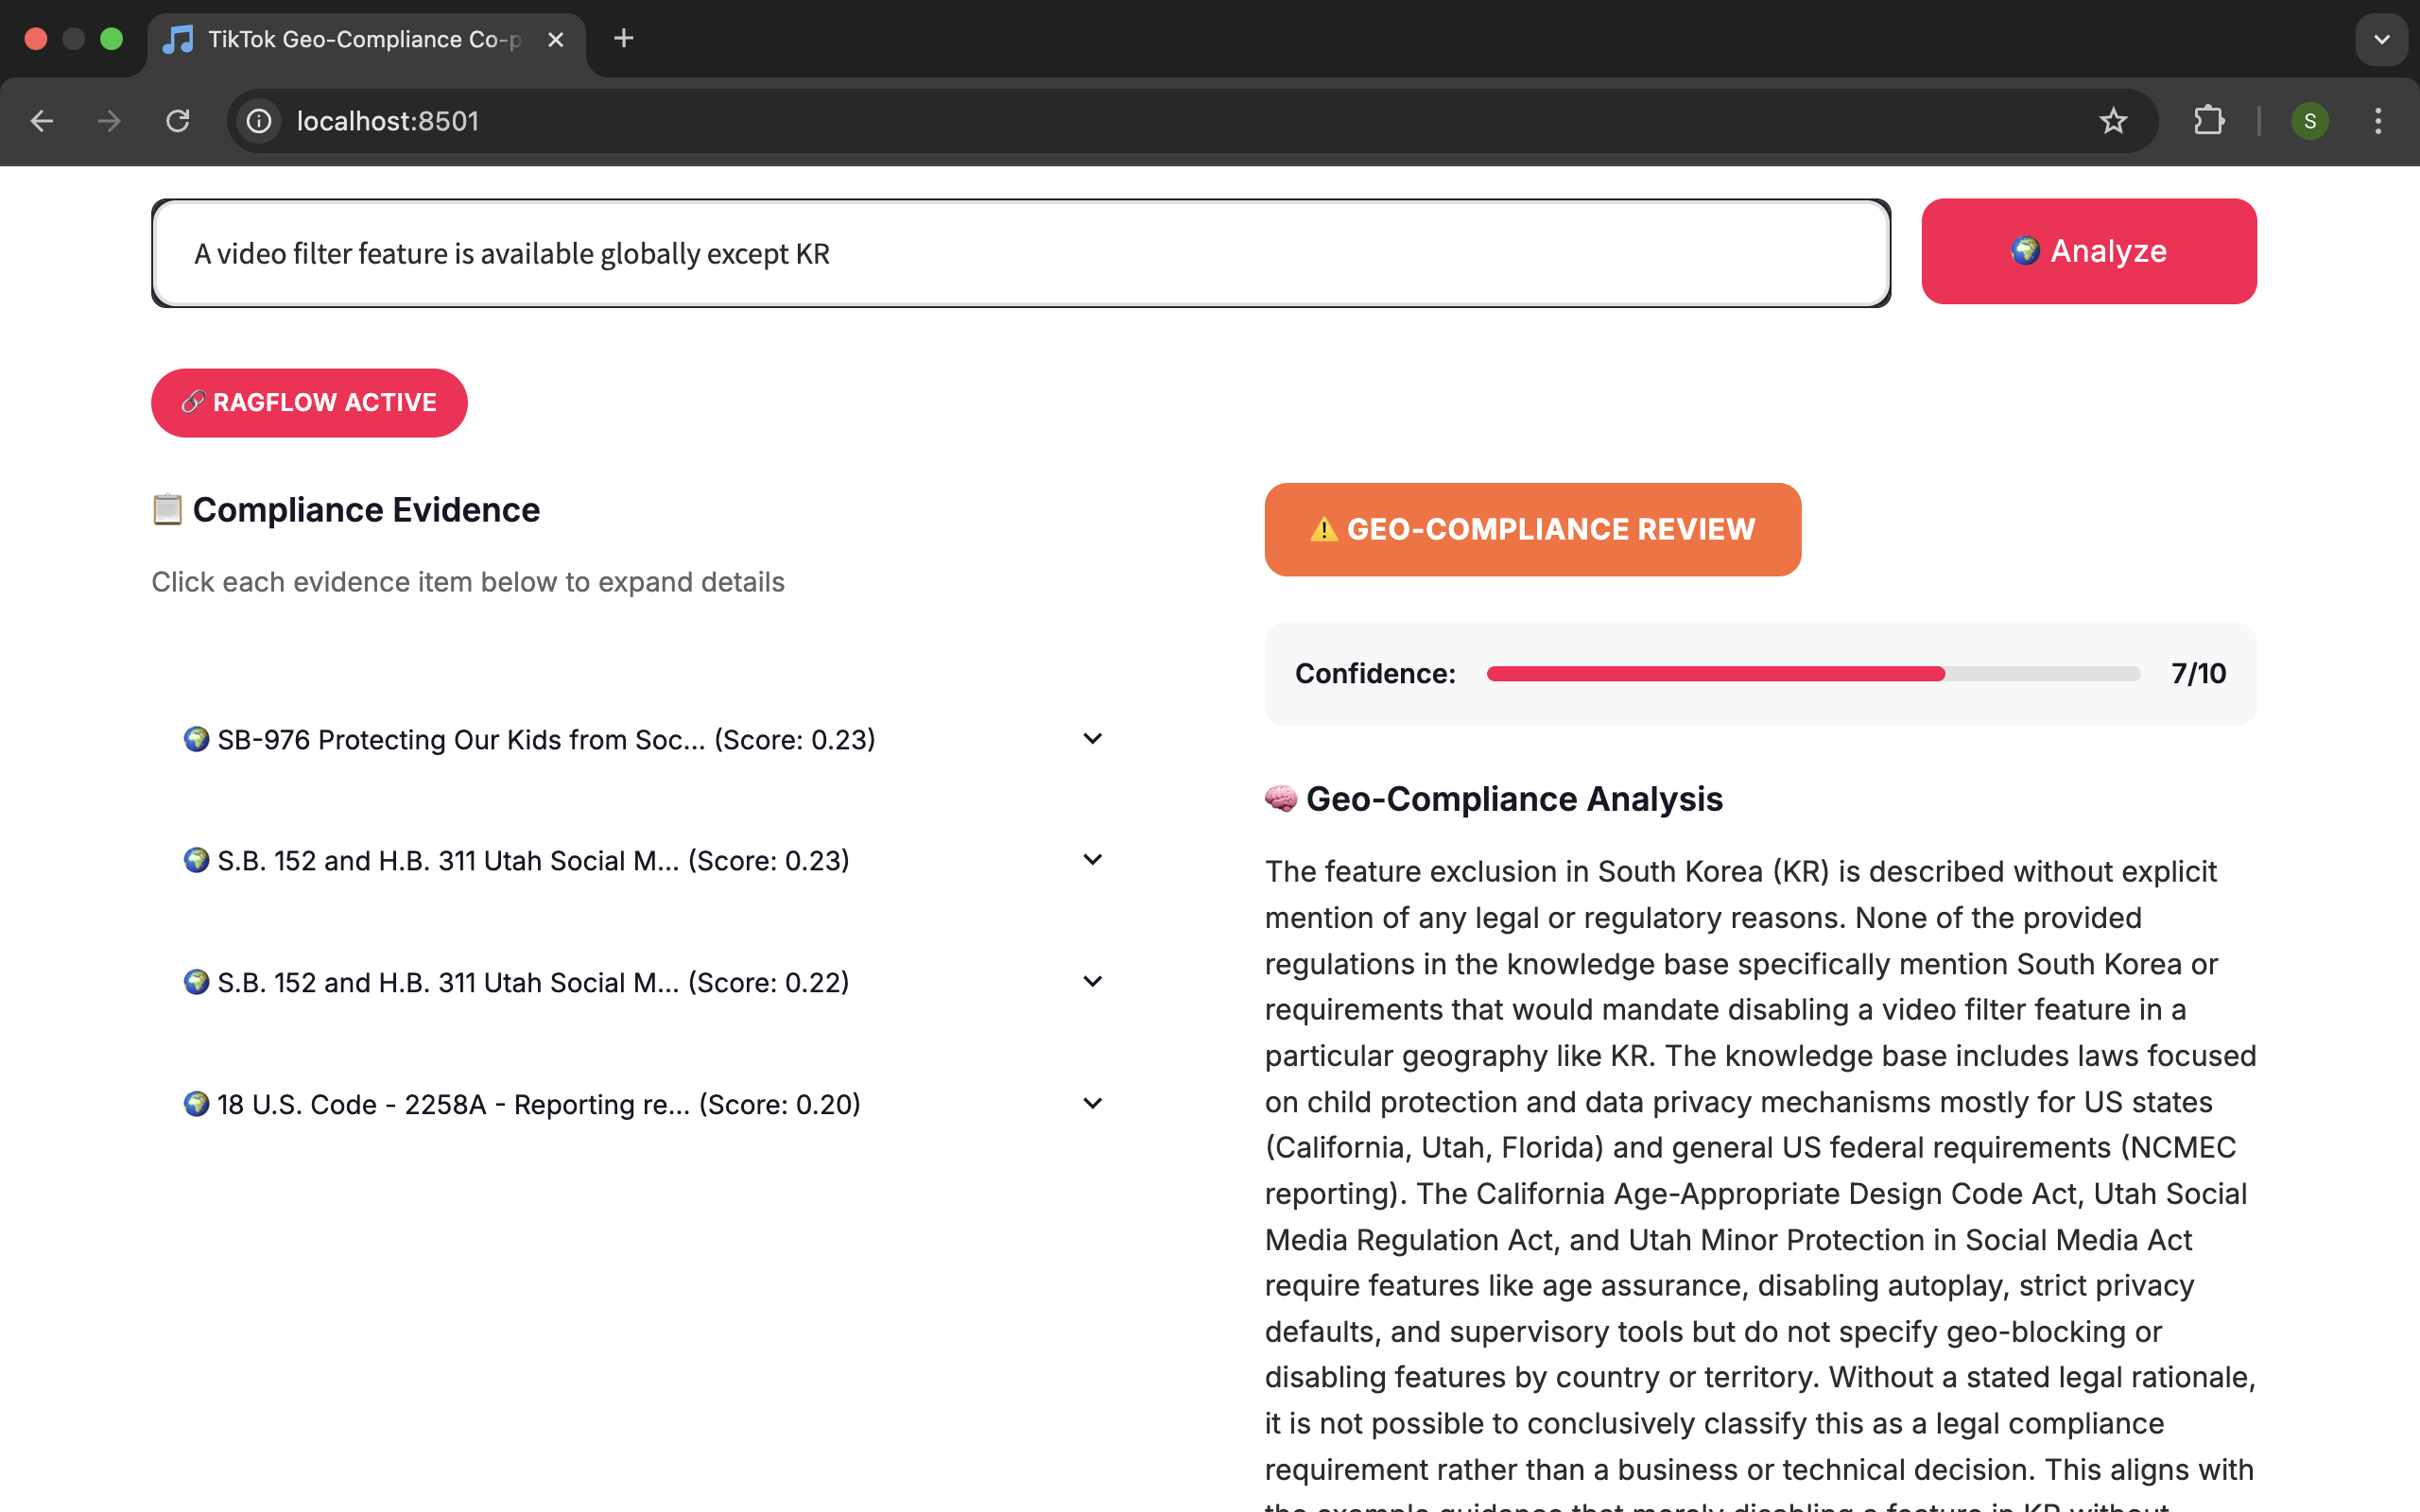 TikTok Geo-Compliance Co-p
localhost:8501
S
A video filter feature is available globally except KR
Analyze
RAGFLOW ACTIVE
Compliance Evidence
Click each evidence item below to expand details
SB-976 Protecting Our Kids from Soc... (Score: 0.23)
S.B. 152 and H.B. 311 Utah Social M... (Score: 0.23)
S.B. 152 and H.B. 311 Utah Social M... (Score: 0.22)
18 U.S. Code - 2258A - Reporting re... (Score: 0.20)
GEO-COMPLIANCE REVIEW
Confidence: 7/10
Geo-Compliance Analysis
The feature exclusion in South Korea (KR) is described without explicit
mention of any legal or regulatory reasons. None of the provided
regulations in the knowledge base specifically mention South Korea or
requirements that would mandate disabling a video filter feature in a
particular geography like KR. The knowledge base includes laws focused
on child protection and data privacy mechanisms mostly for US states
(California, Utah, Florida) and general US federal requirements (NCMEC
reporting). The California Age-Appropriate Design Code Act, Utah Social
Media Regulation Act, and Utah Minor Protection in Social Media Act
require features like age assurance, disabling autoplay, strict privacy
defaults, and supervisory tools but do not specify geo-blocking or
disabling features by country or territory. Without a stated legal rationale,
it is not possible to conclusively classify this as a legal compliance
requirement rather than a business or technical decision. This aligns with
the example guidance that merely disabling a feature in KR without